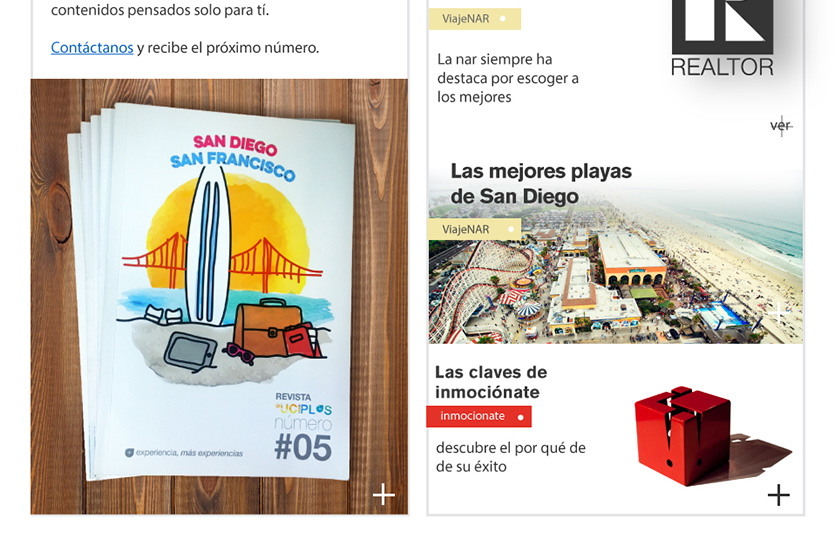 contenidos pensados solo para tí.
Contáctanos y recibe el próximo número.
SAN DIEGO
SAN FRANCISCO
REVISTA
UCIPLUS
número
#05
experiencia, más experiencias
ViajeNAR
La nar siempre ha
destaca por escoger a
los mejores
REALTOR
ver
Las mejores playas
de San Diego
ViajeNAR
Las claves de
inmociónate
inmocionate
descubre el por qué de
de su éxito